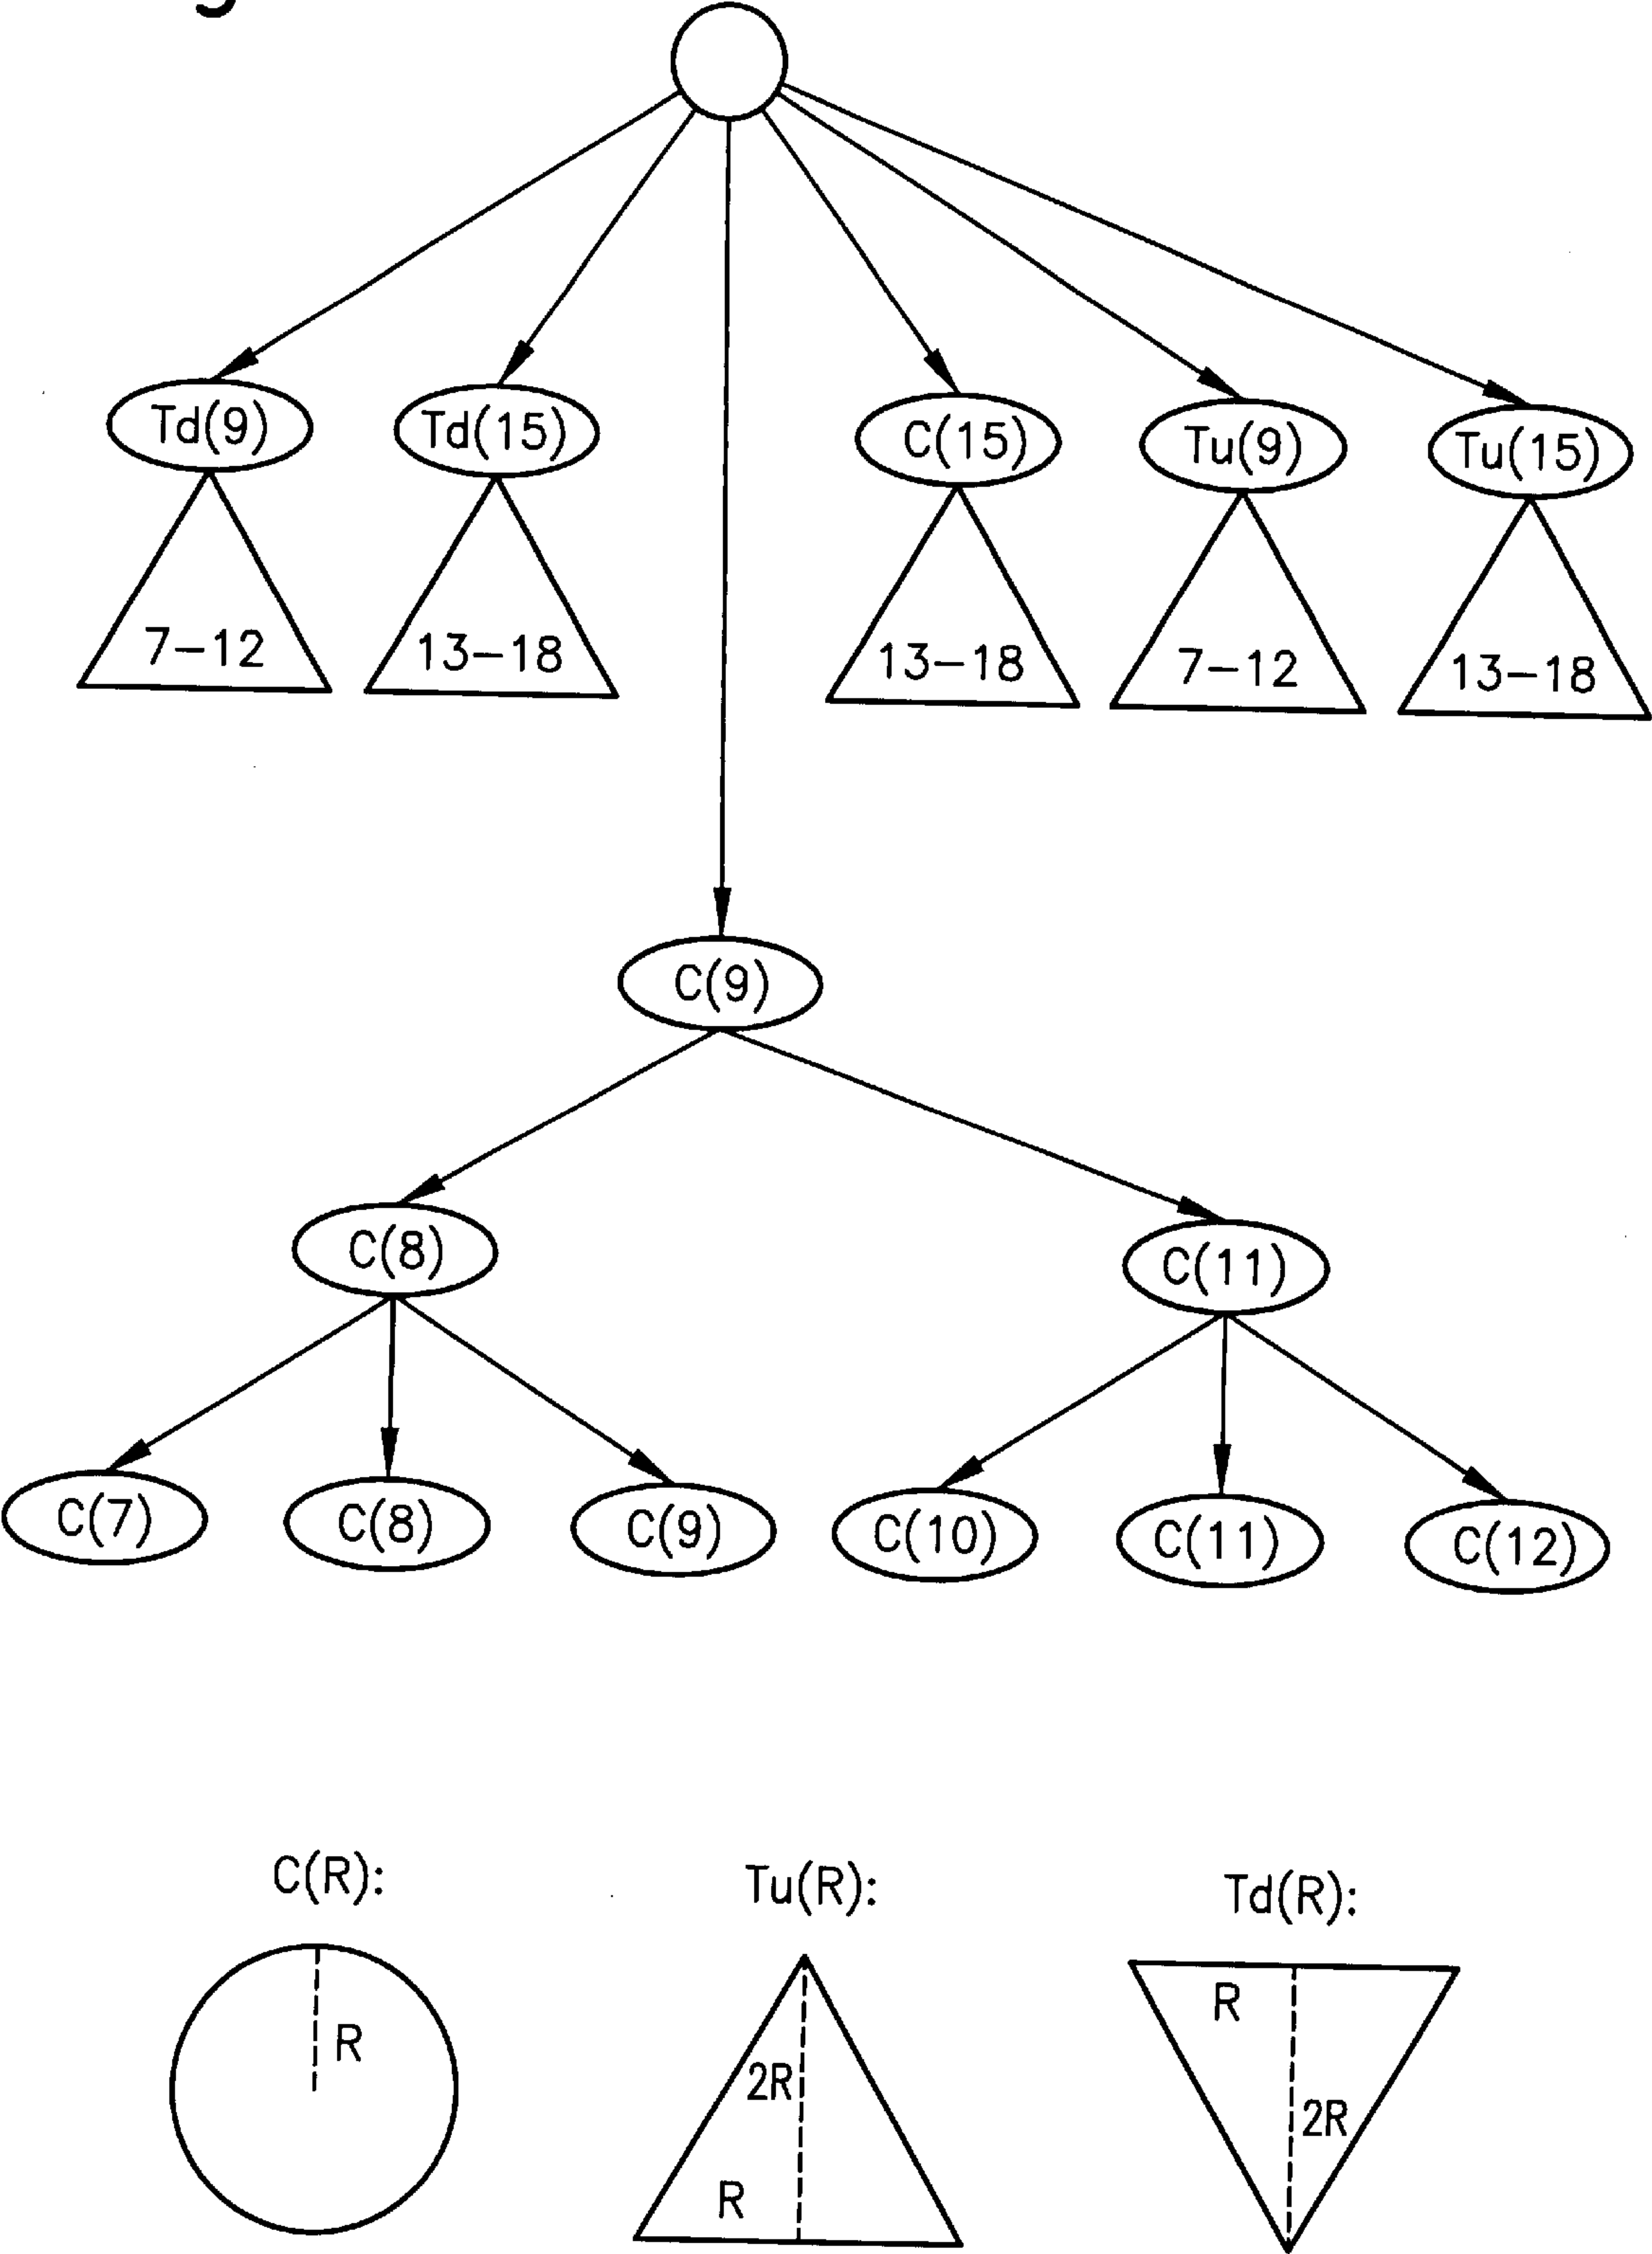 Td(9) Td(15) C(15) Tu(9) Tu(15)
7-12 13-18 13-18 7-12 13-18
C(9)
C(8) C(11)
C(7) C(8) C(9) C(10) C(11) C(12)
C(R): Tu(R): Td(R):
R 2R R R 2R